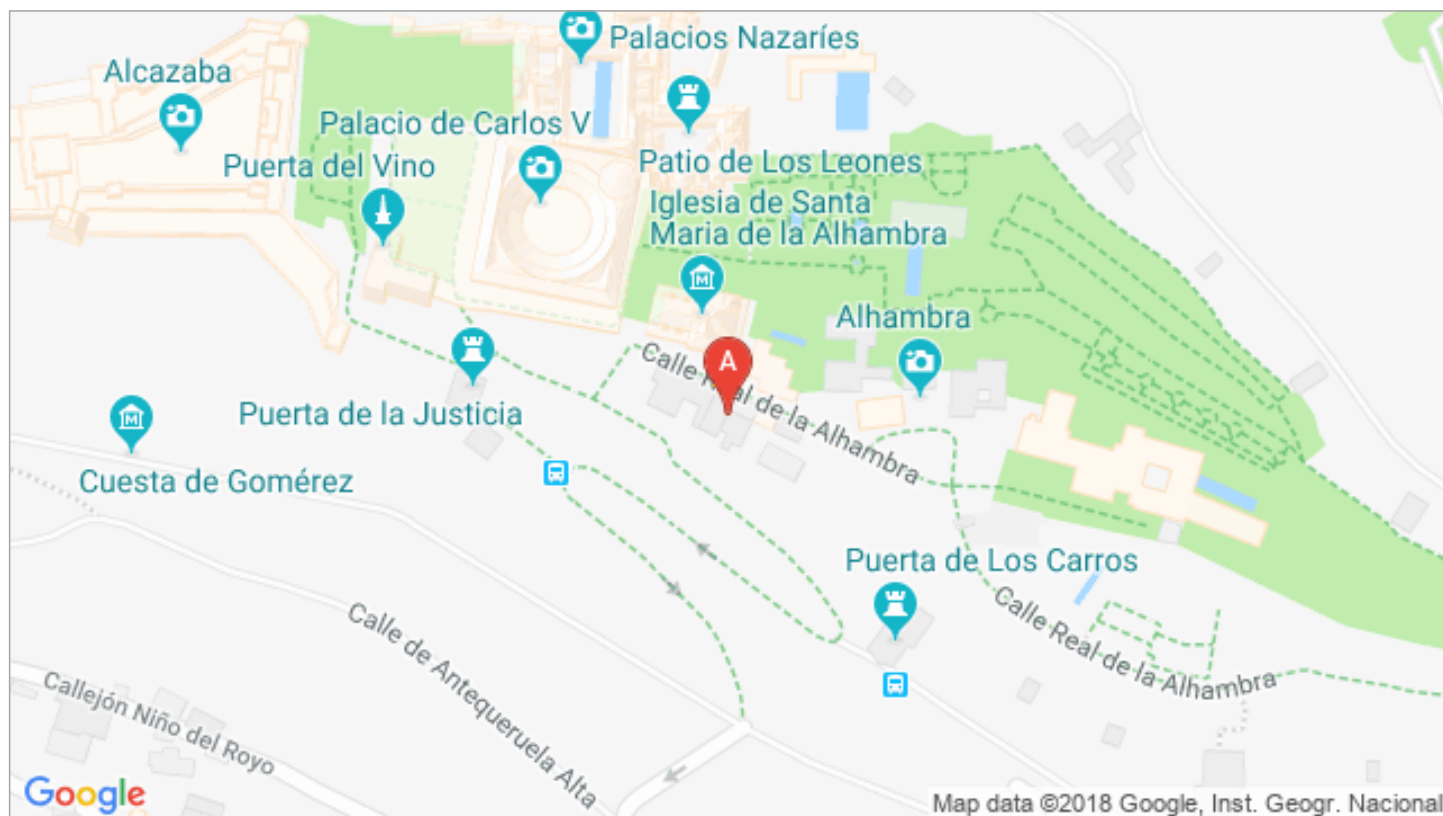 Palacios Nazaríes
Alcazaba
Palacio de Carlos V
Puerta del Vino
Patio de Los Leones
Iglesia de Santa
Maria de la Alhambra
Alhambra
Calle Real de la Alhambra
A
Puerta de la Justicia
Cuesta de Gomérez
Puerta de Los Carros
Calle Real de la Alhambra
Calle de Antequeruela Alta
Callejón Niño del Royo
Google
Map data ©2018 Google, Inst. Geogr. Nacional